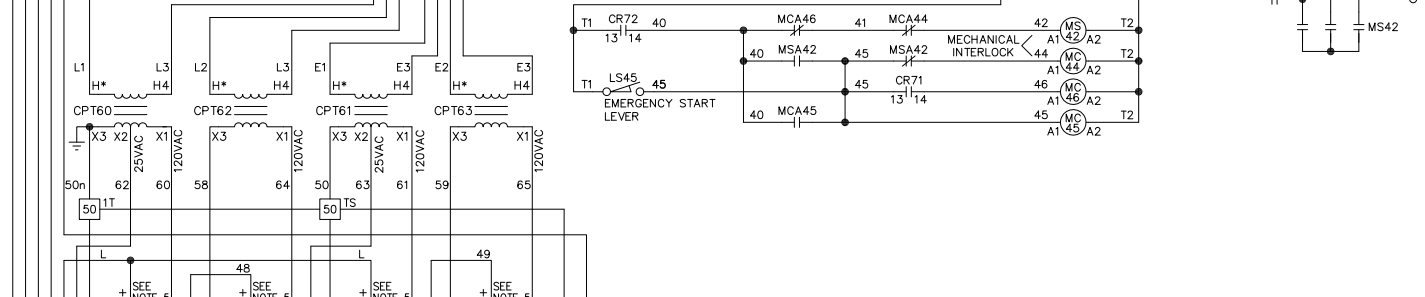 T1 CR72 40 MCA46 41 MCA44 42 MS T2
13 14 42
A1 A2
MS42
MECHANICAL
INTERLOCK
40 MSA42 45 MSA42 44 MC T2
44
A1 A2
L1 L3 L2 L3 E1 E3 E2 E3
H* H4 H* H4 H* H4 H* H4
T1 LS45 45 45 CR71 46 MC T2
13 14 46
A1 A2
EMERGENCY START
LEVER
CPT60 CPT62 CPT61 CPT63
40 MCA45 45 MC T2
45
A1 A2
X3 X2 X1 X3 X1 X3 X2 X1 X3 X1
25VAC 120VAC 120VAC 25VAC 120VAC 120VAC
50n 62 60 58 64 50 63 61 59 65
50 1T 50 TS
L 48 L 49
+ SEE + SEE + SEE + SEE
NOTE 5 NOTE 5 NOTE 5 NOTE 5